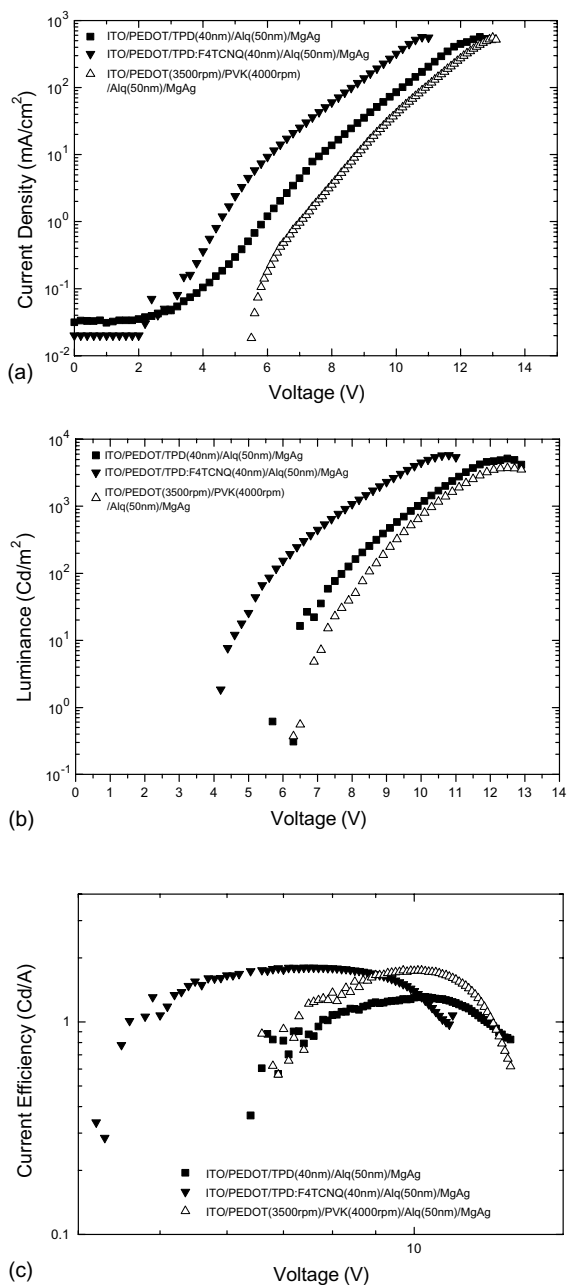 10³
10²
10¹
10⁰
10⁻¹
10⁻²
Current Density (mA/cm²)
ITO/PEDOT/TPD(40nm)/Alq(50nm)/MgAg
ITO/PEDOT/TPD:F4TCNQ(40nm)/Alq(50nm)/MgAg
ITO/PEDOT(3500rpm)/PVK(4000rpm)
/Alq(50nm)/MgAg
0 2 4 6 8 10 12 14
(a)
Voltage (V)
10⁴
10³
10²
10¹
10⁰
10⁻¹
Luminance (Cd/m²)
ITO/PEDOT/TPD(40nm)/Alq(50nm)/MgAg
ITO/PEDOT/TPD:F4TCNQ(40nm)/Alq(50nm)/MgAg
ITO/PEDOT(3500rpm)/PVK(4000rpm)
/Alq(50nm)/MgAg
0 1 2 3 4 5 6 7 8 9 10 11 12 13 14
(b)
Voltage (V)
1
0.1
Current Efficiency (Cd/A)
ITO/PEDOT/TPD(40nm)/Alq(50nm)/MgAg
ITO/PEDOT/TPD:F4TCNQ(40nm)/Alq(50nm)/MgAg
ITO/PEDOT(3500rpm)/PVK(4000rpm)/Alq(50nm)/MgAg
10
(c)
Voltage (V)